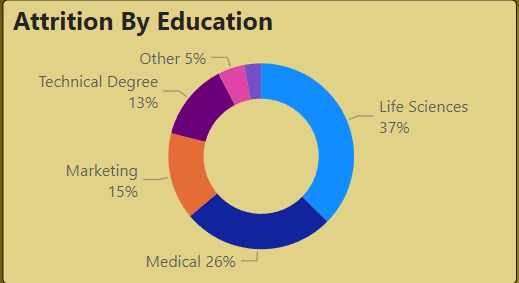 Attrition By Education
Other 5%
Technical Degree
13%
Life Sciences
37%
Marketing
15%
Medical 26%